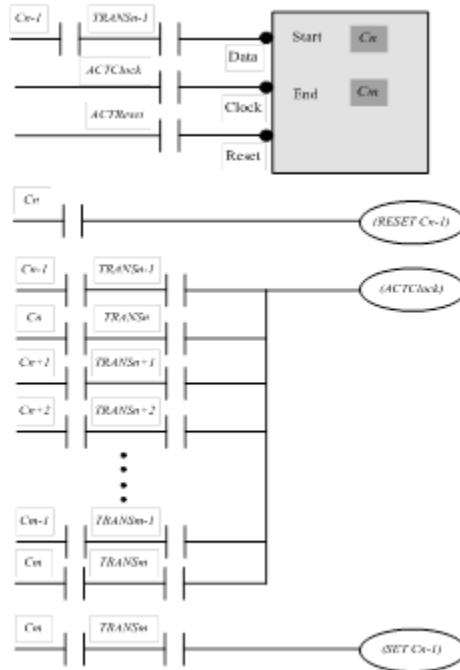 Cn-1 TRANSn-1 Start Cn
Data
ACTClock End Cm
Clock
ACTReset
Reset
Cn
(RESET Cn-1)
Cn-1 TRANSn-1 (ACTClock)
Cn TRANSn
Cn+1 TRANSn+1
Cn+2 TRANSn+2
Cm-1 TRANSm-1
Cm TRANSm
Cm TRANSm (SET Cn-1)